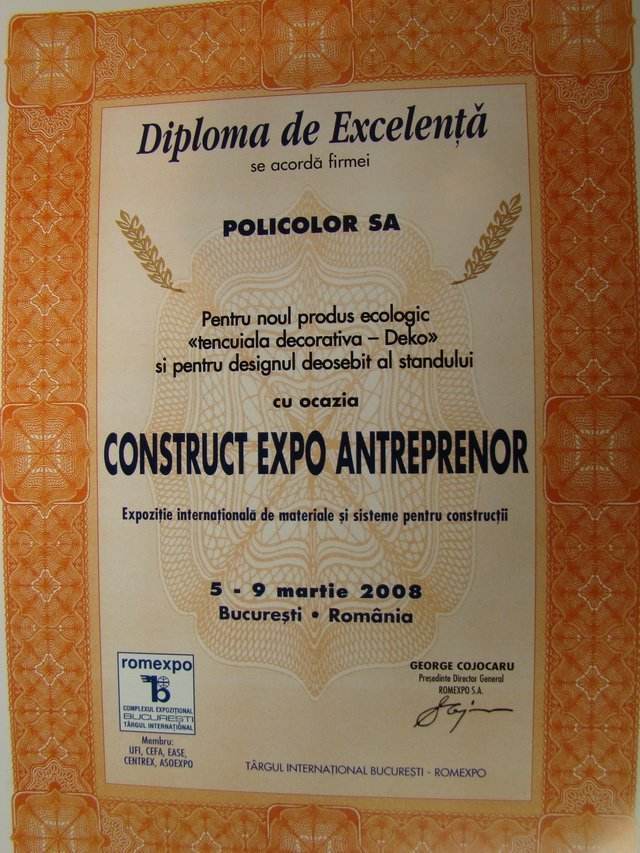 Diploma de Excelență
se acordă firmei
POLICOLOR SA
Pentru noul produs ecologic
«tencuiala decorativa – Deko»
si pentru designul deosebit al standului
cu ocazia
CONSTRUCT EXPO ANTREPRENOR
Expoziție internațională de materiale și sisteme pentru construcții
5 - 9 martie 2008
București • România
GEORGE COJOCARU
Președinte Director General
ROMEXPO S.A.
romexpo
COMPLEXUL EXPOZIȚIONAL
BUCUREȘTI
TÂRGUL INTERNAȚIONAL
Membru:
UFI, CEFA, EASE,
CENTREX, ASOEXPO
TÂRGUL INTERNAȚIONAL BUCUREȘTI - ROMEXPO